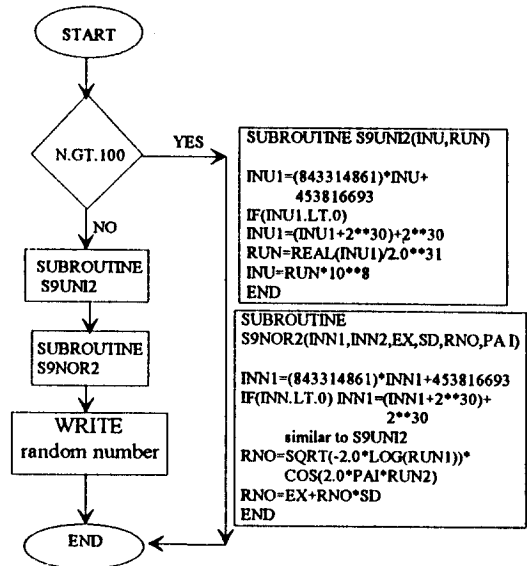 START
N.GT.100
YES
NO
SUBROUTINE
S9UNI2
SUBROUTINE
S9NOR2
WRITE
random number
END
SUBROUTINE S9UNI2(INU,RUN)
INU1=(843314861)*INU+
453816693
IF(INU1.LT.0)
INU1=(INU1+2**30)+2**30
RUN=REAL(INU1)/2.0**31
INU=RUN*10**8
END
SUBROUTINE
S9NOR2(INN1,INN2,EX,SD,RNO,PAI)
INN1=(843314861)*INN1+453816693
IF(INN.LT.0) INN1=(INN1+2**30)+
2**30
similar to S9UNI2
RNO=SQRT(-2.0*LOG(RUN1))*
COS(2.0*PAI*RUN2)
RNO=EX+RNO*SD
END